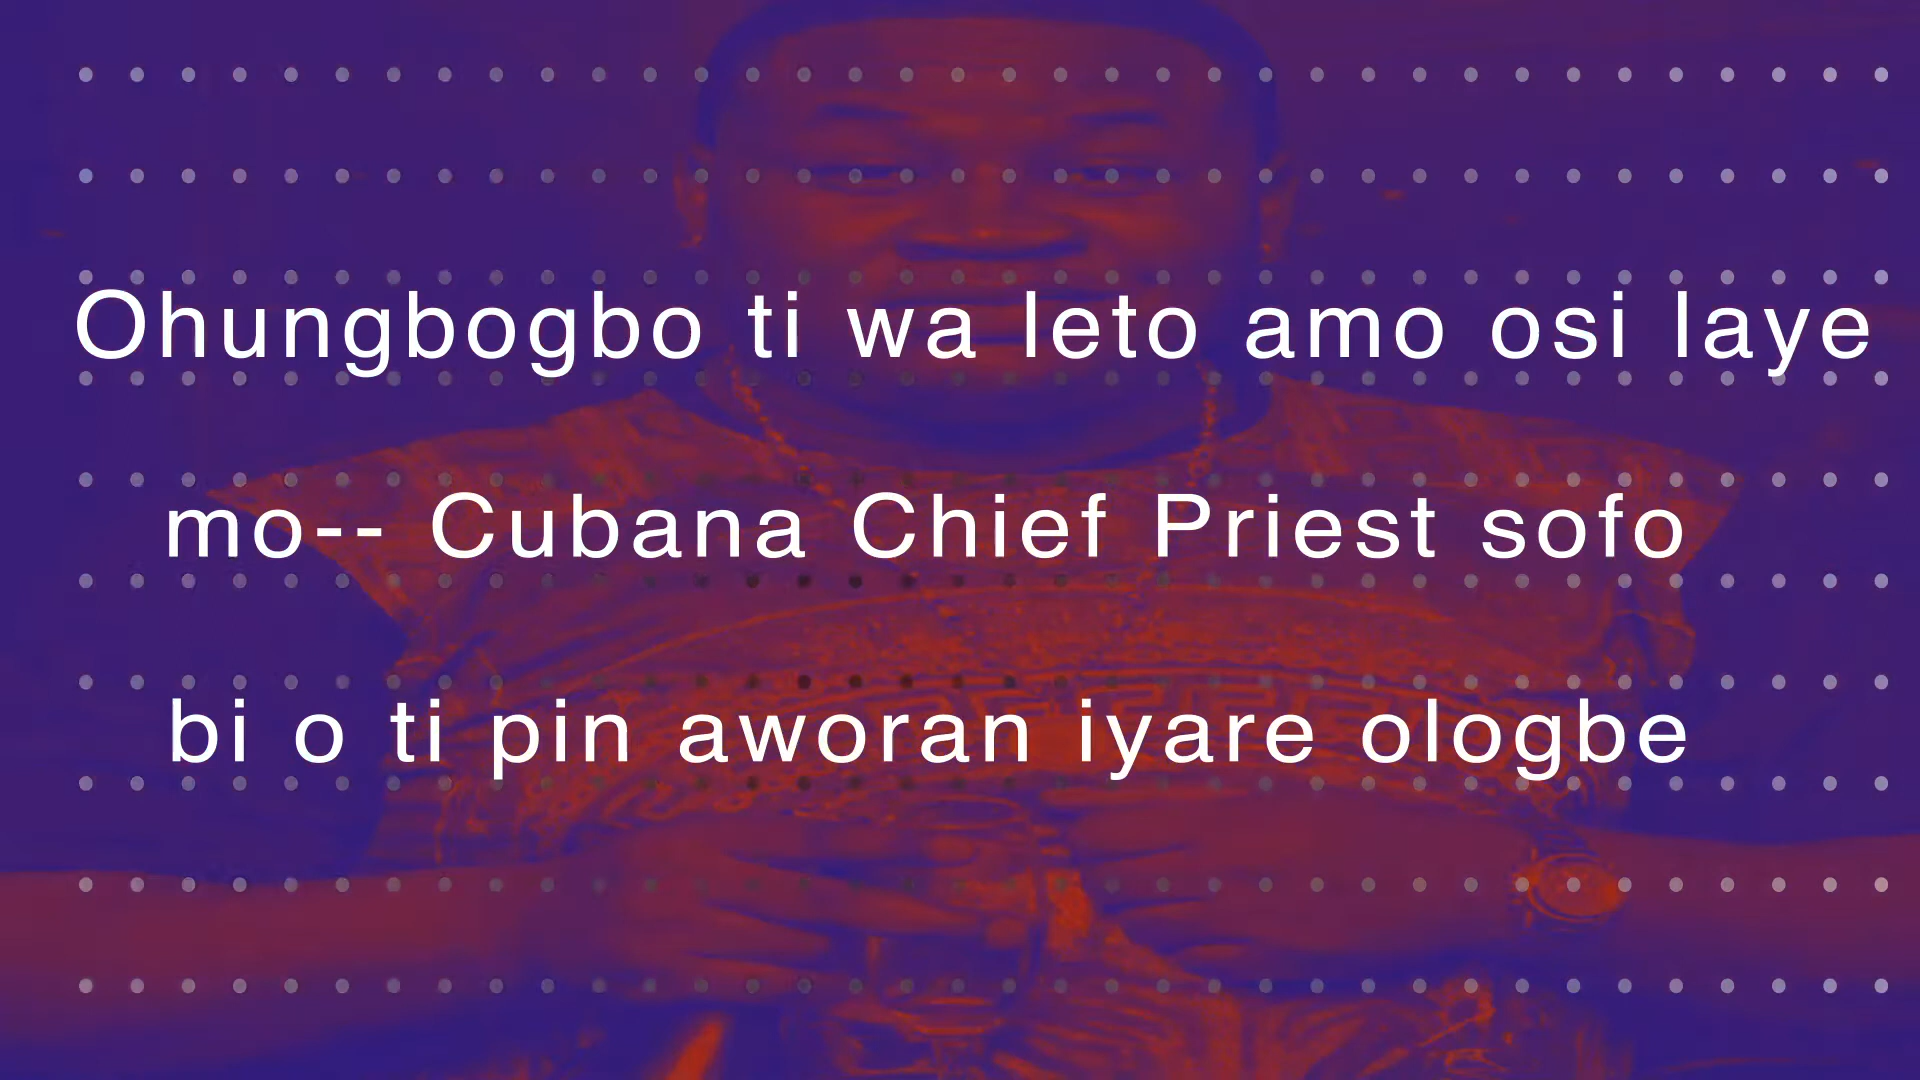 Ohungbogbo ti wa leto amo osi laye
mo-- Cubana Chief Priest sofo
bi o ti pin aworan iyare ologbe